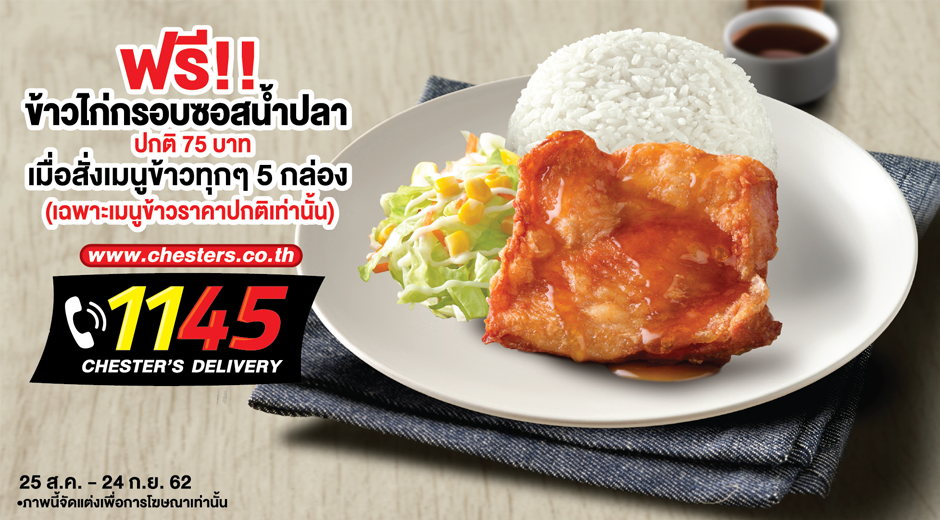 ฟรี!!
ข้าวไก่กรอบซอสน้ำปลา
ปกติ 75 บาท
เมื่อสั่งเมนูข้าวทุกๆ 5 กล่อง
(เฉพาะเมนูข้าวราคาปกติเท่านั้น)
www.chesters.co.th
1145
CHESTER'S DELIVERY
25 ส.ค. – 24 ก.ย. 62
•ภาพนี้จัดแต่งเพื่อการโฆษณาเท่านั้น